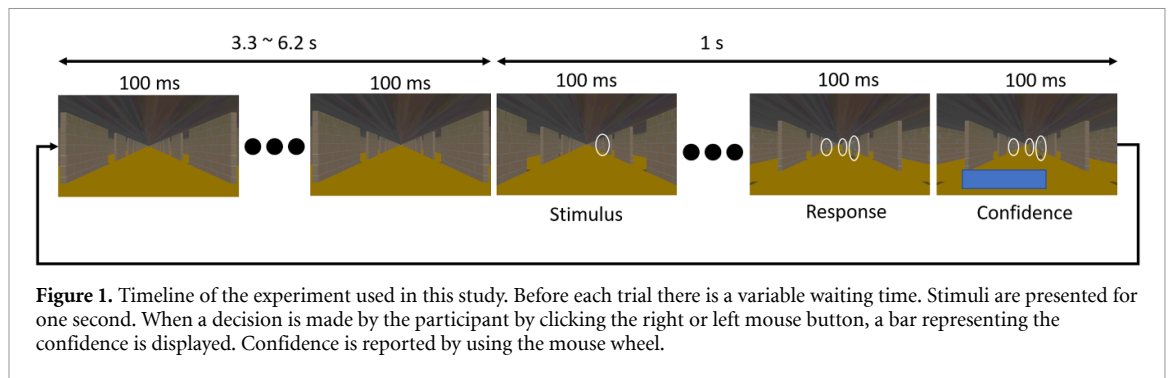 3.3 ~ 6.2 s 1 s
100 ms 100 ms 100 ms 100 ms 100 ms
Stimulus Response Confidence
Figure 1. Timeline of the experiment used in this study. Before each trial there is a variable waiting time. Stimuli are presented for
one second. When a decision is made by the participant by clicking the right or left mouse button, a bar representing the
confidence is displayed. Confidence is reported by using the mouse wheel.